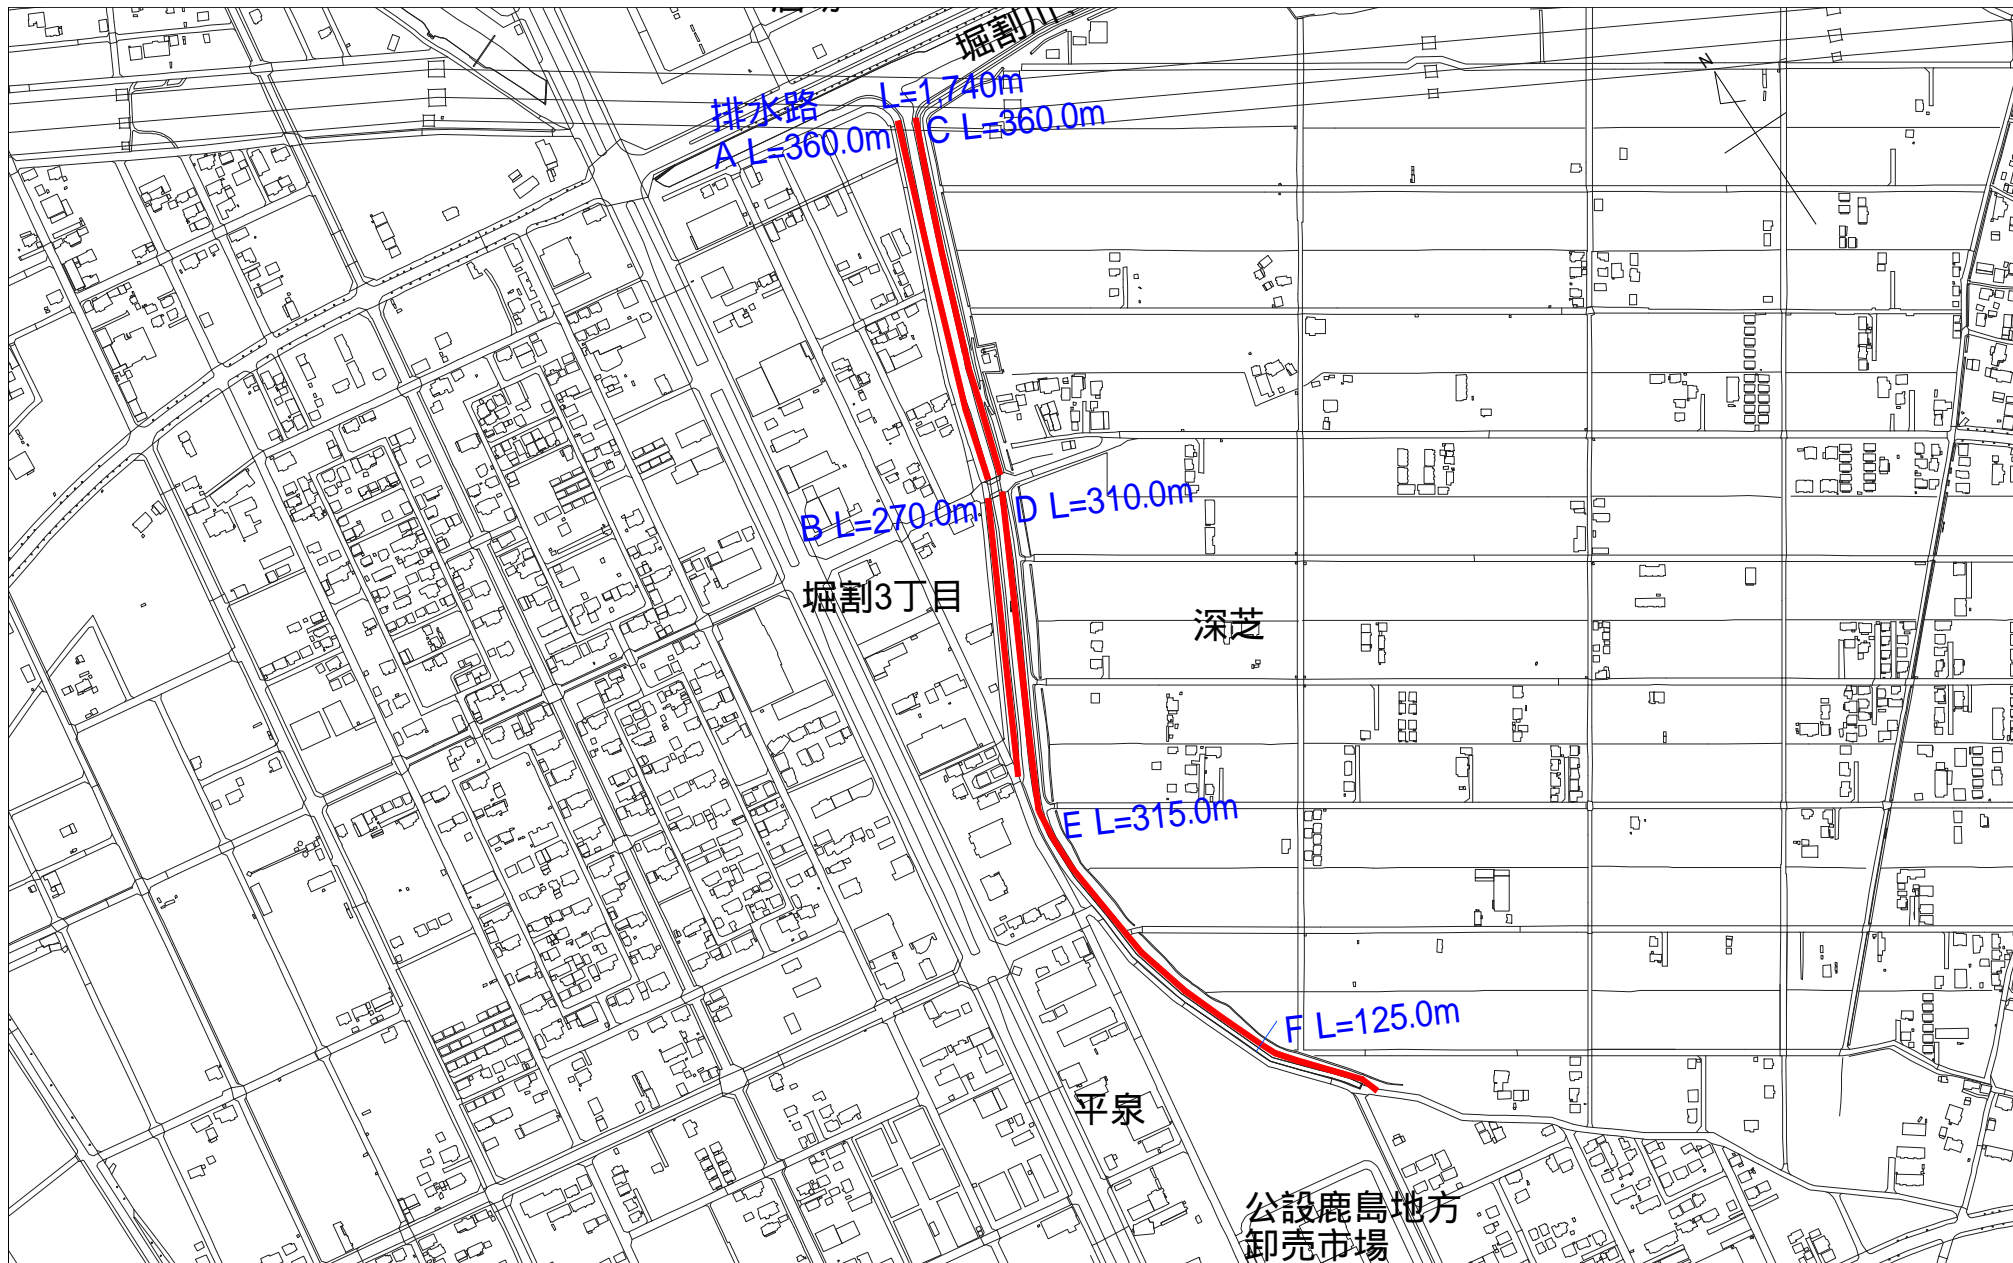 堀割川
N
排水路 L=1,740m
A L=360.0m C L=360.0m
B L=270.0m D L=310.0m
堀割3丁目
深芝
E L=315.0m
F L=125.0m
平泉
公設鹿島地方
卸売市場